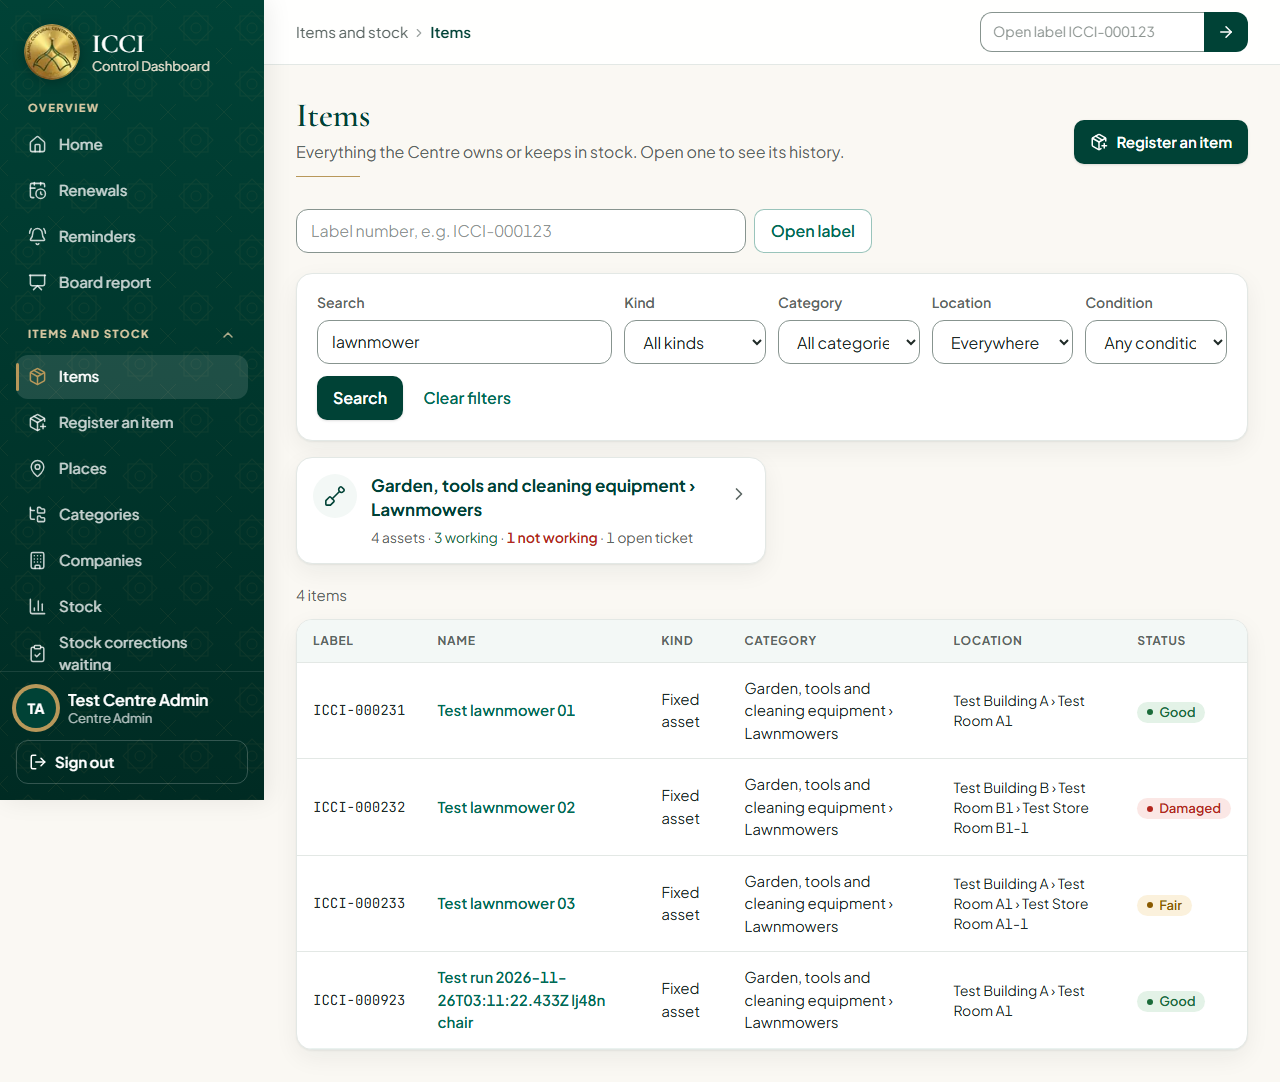 ICCI
Control Dashboard
OVERVIEW
Home
Renewals
Reminders
Board report
ITEMS AND STOCK
Items
Register an item
Places
Categories
Companies
Stock
Stock corrections
waiting
TA
Test Centre Admin
Centre Admin
Sign out
Items and stock › Items
Open label ICCI-000123
Items
Everything the Centre owns or keeps in stock. Open one to see its history.
Register an item
Label number, e.g. ICCI-000123
Open label
Search
Kind
Category
Location
Condition
lawnmower
All kinds
All categorie
Everywhere
Any conditic
Search
Clear filters
Garden, tools and cleaning equipment ›
Lawnmowers
4 assets · 3 working · 1 not working · 1 open ticket
4 items
LABEL NAME KIND CATEGORY LOCATION STATUS
ICCI-000231
Test lawnmower 01
Fixed
asset
Garden, tools and
cleaning equipment ›
Lawnmowers
Test Building A › Test
Room A1
Good
ICCI-000232
Test lawnmower 02
Fixed
asset
Garden, tools and
cleaning equipment ›
Lawnmowers
Test Building B › Test
Room B1 › Test Store
Room B1-1
Damaged
ICCI-000233
Test lawnmower 03
Fixed
asset
Garden, tools and
cleaning equipment ›
Lawnmowers
Test Building A › Test
Room A1 › Test Store
Room A1-1
Fair
ICCI-000923
Test run 2026-11-
26T03:11:22.433Z lj48n
chair
Fixed
asset
Garden, tools and
cleaning equipment ›
Lawnmowers
Test Building A › Test
Room A1
Good